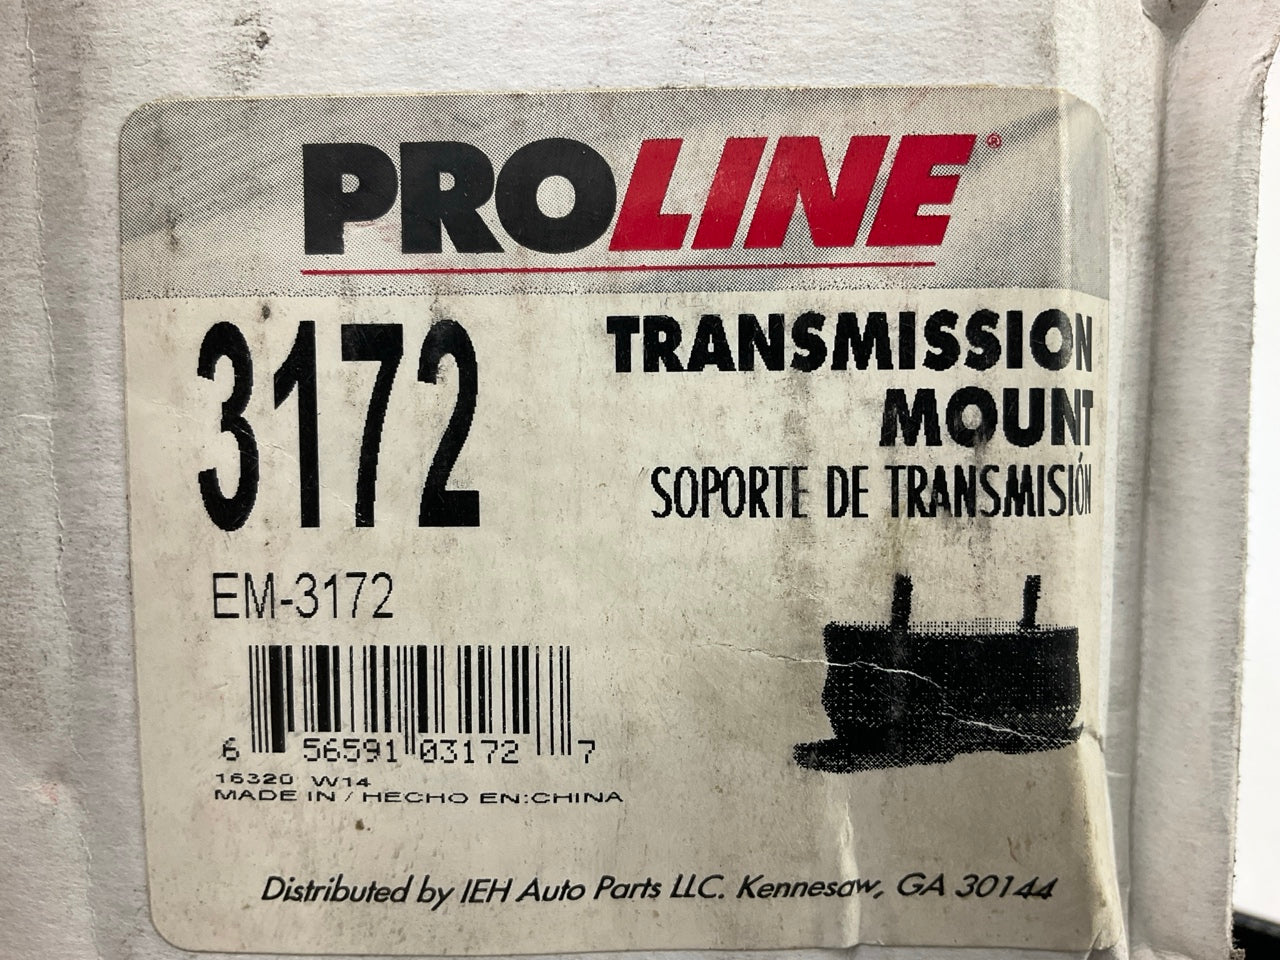 PROLINE®
3172
TRANSMISSION
MOUNT
SOPORTE DE TRANSMISIÓN
EM-3172
6 56591 03172 7
16320 W14
MADE IN / HECHO EN:CHINA
Distributed by IEH Auto Parts LLC. Kennesaw, GA 30144